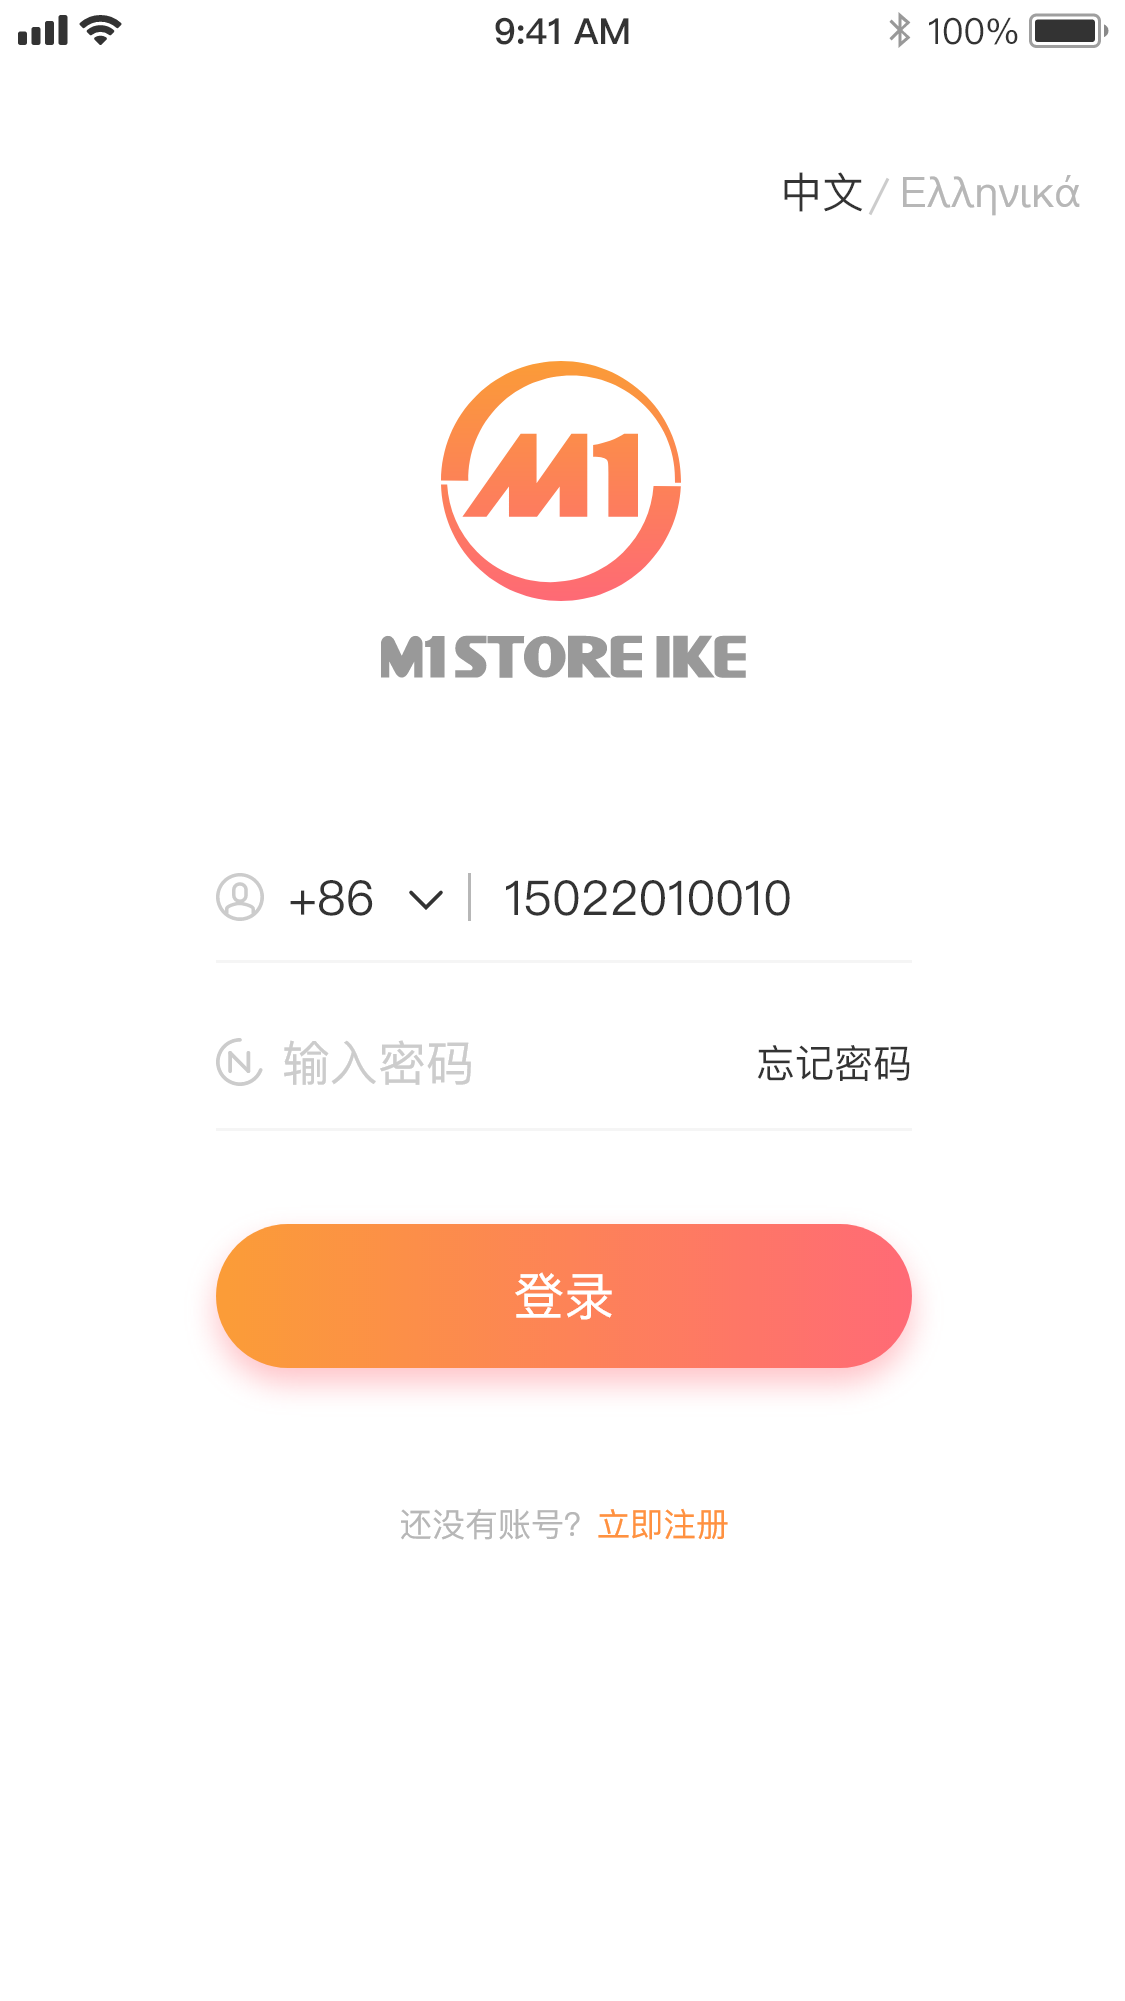 9:41 AM 100%
中文 / Ελληνικά
M1
M1 STORE IKE
+86 15022010010
输入密码 忘记密码
登录
还没有账号? 立即注册